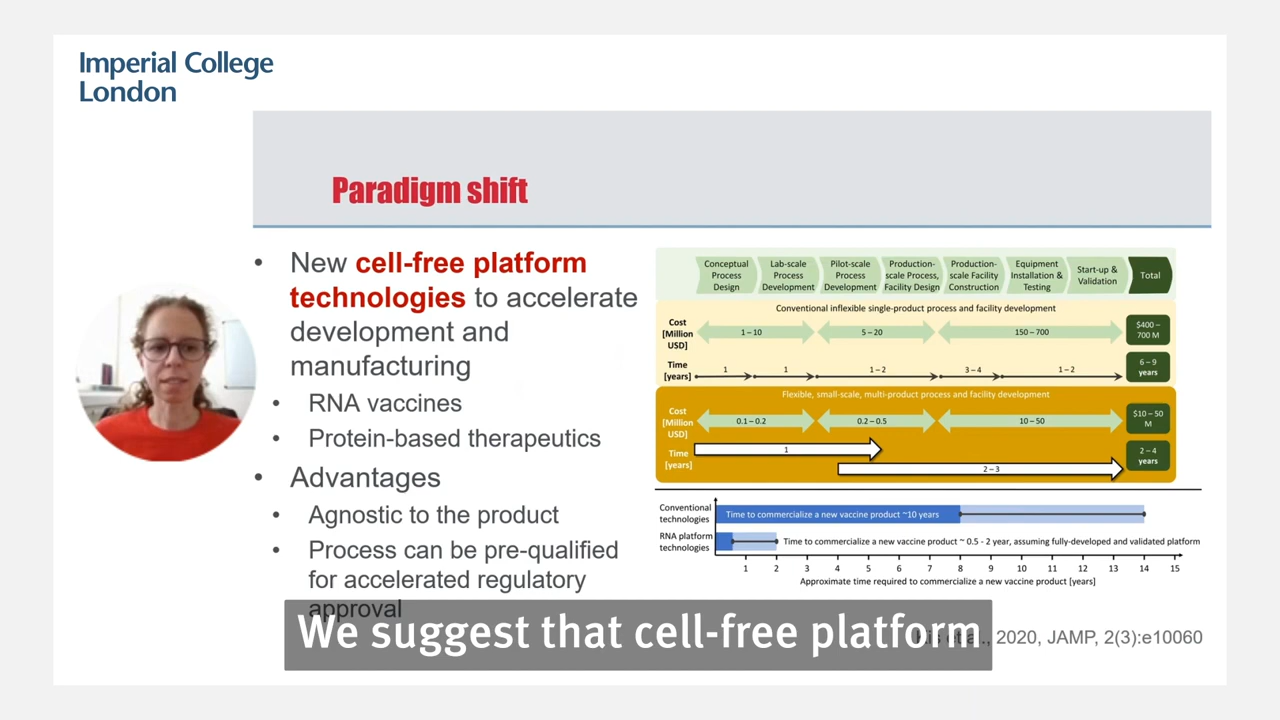 Imperial College
London
Paradigm shift
• New cell-free platform
technologies to accelerate
development and
manufacturing
• RNA vaccines
• Protein-based therapeutics
• Advantages
• Agnostic to the product
• Process can be pre-qualified
for accelerated regulatory
approval
Conceptual
Process
Design
Lab-scale
Process
Development
Pilot-scale
Process
Development
Production-
scale Process,
Facility Design
Production-
scale Facility
Construction
Equipment
Installation &
Testing
Start-up &
Validation
Total
Conventional inflexible single-product process and facility development
Cost
[Million
USD]
1 – 10
5 – 20
150 – 700
$400 –
700 M
Time
[years]
1
1
1 – 2
3 – 4
1 – 2
6 – 9
years
Flexible, small-scale, multi-product process and facility development
Cost
[Million
USD]
0.1 – 0.2
0.2 – 0.5
10 – 50
$10 – 50
M
Time
[years]
1
2 – 3
2 – 4
years
Conventional
technologies
Time to commercialize a new vaccine product ~10 years
RNA platform
technologies
Time to commercialize a new vaccine product ~ 0.5 - 2 year, assuming fully-developed and validated platform
1 2 3 4 5 6 7 8 9 10 11 12 13 14 15
Approximate time required to commercialize a new vaccine product [years]
We suggest that cell-free platform
2020, JAMP, 2(3):e10060